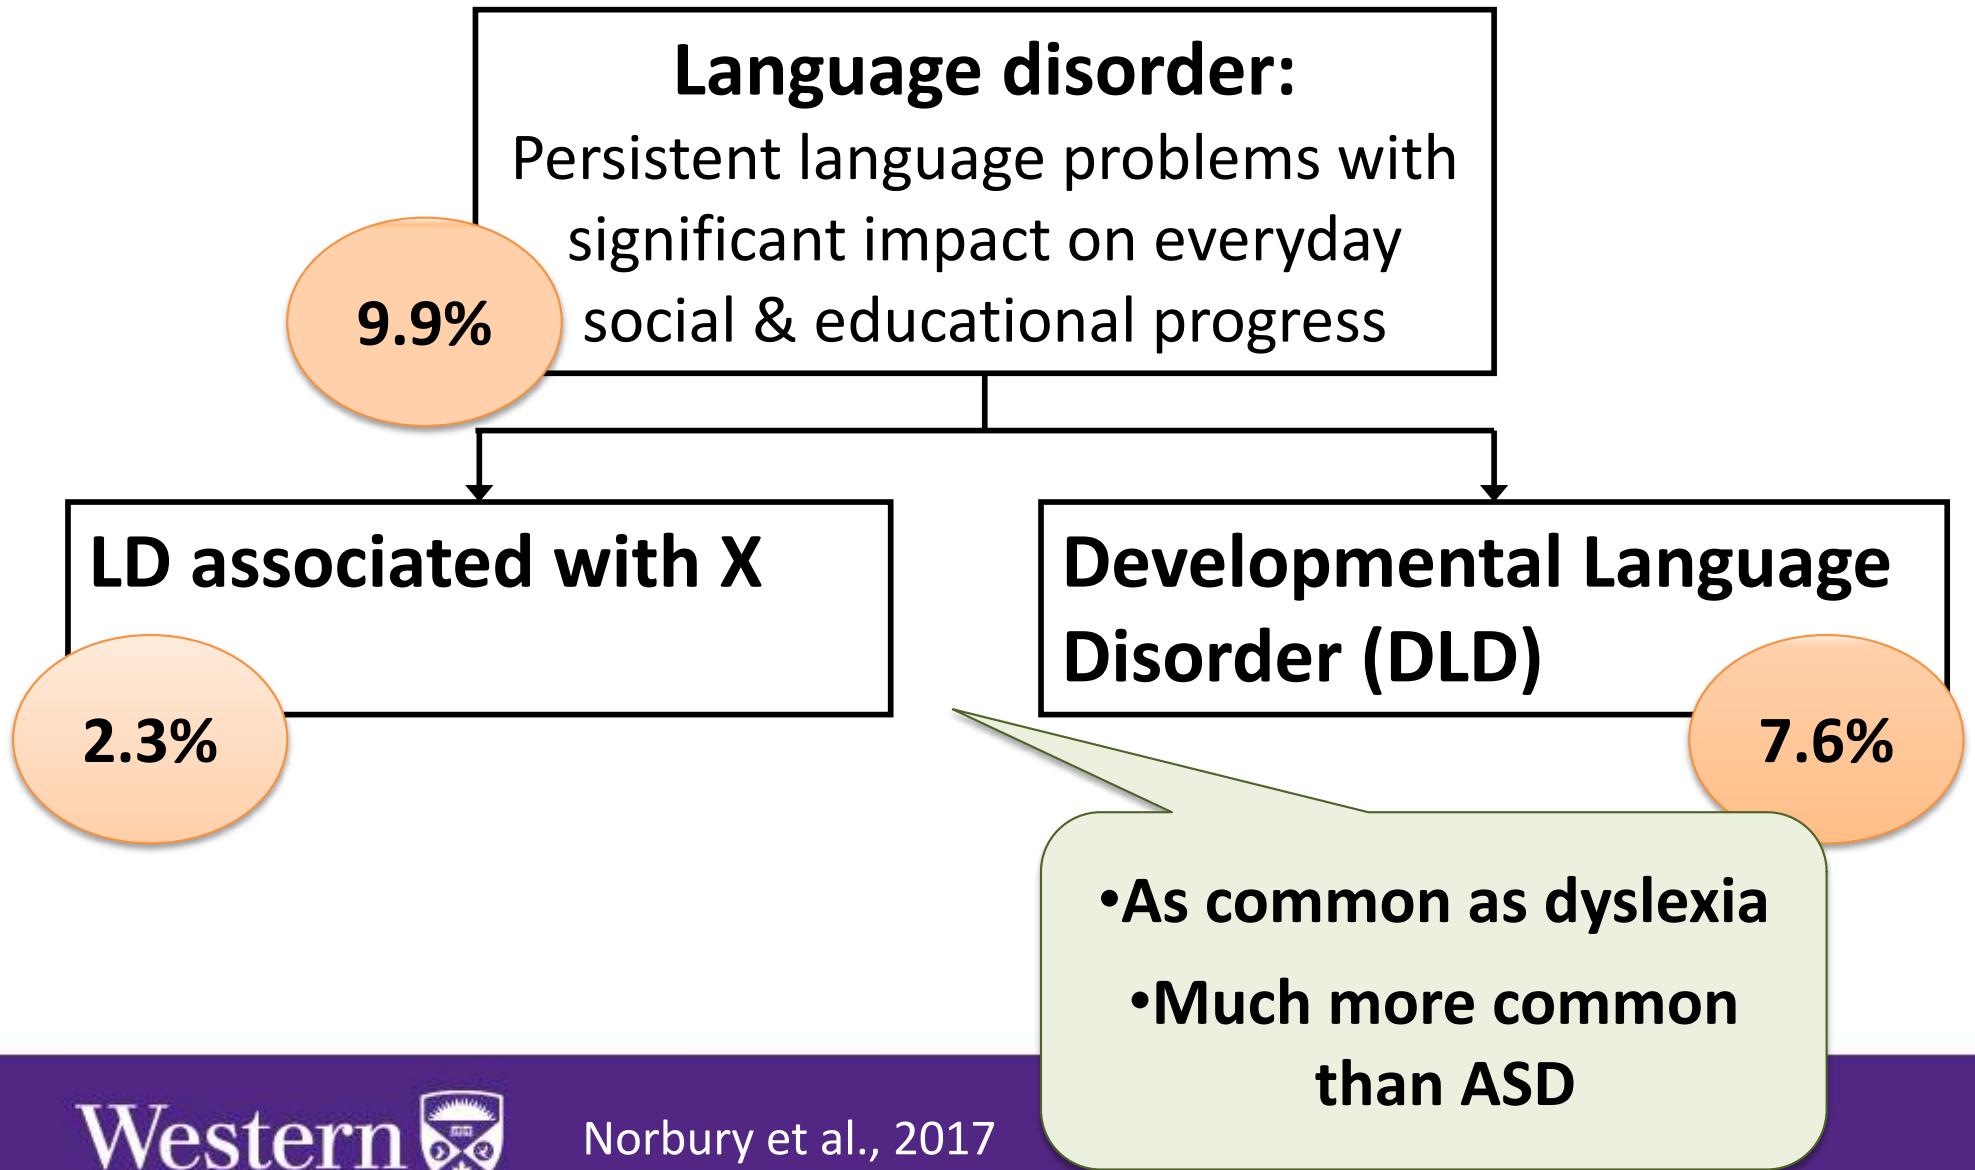 Language disorder:
Persistent language problems with
significant impact on everyday
social & educational progress
9.9%
LD associated with X
2.3%
Developmental Language
Disorder (DLD)
7.6%
•As common as dyslexia
•Much more common
than ASD
Western
Norbury et al., 2017